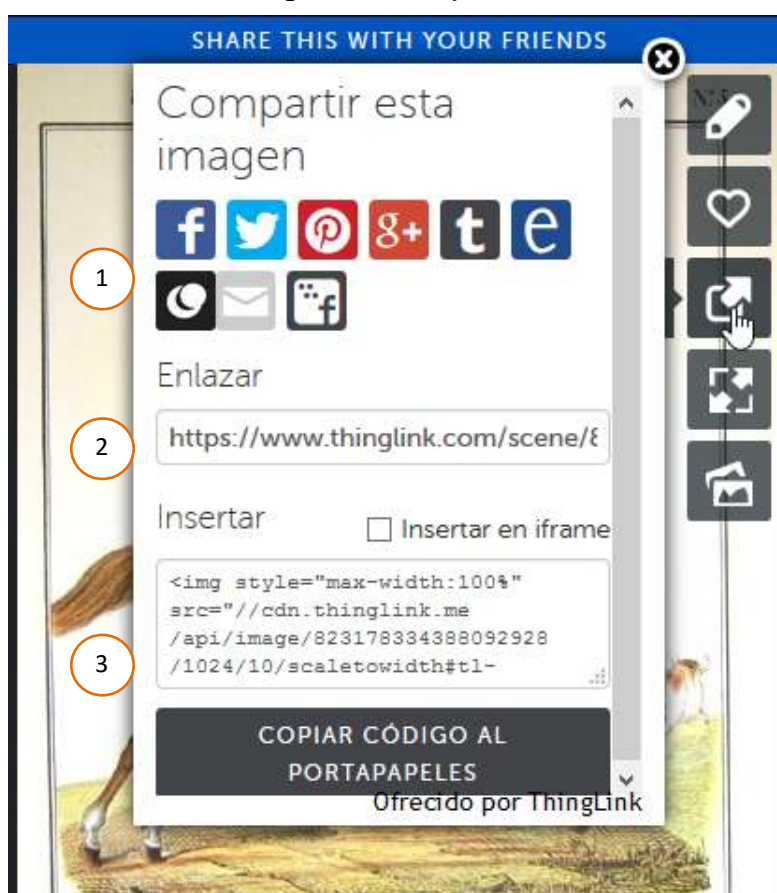 SHARE THIS WITH YOUR FRIENDS
Compartir esta
imagen
f
g+
t
e
1
f
Enlazar
2
https://www.thinglink.com/scene/8
Insertar
Insertar en iframe
<img style="max-width:100%"
src="//cdn.thinglink.me
/api/image/823178334388092928
/1024/10/scaletowidth#tl-
3
COPIAR CÓDIGO AL
PORTAPAPELES
Ofrecido por ThingLink